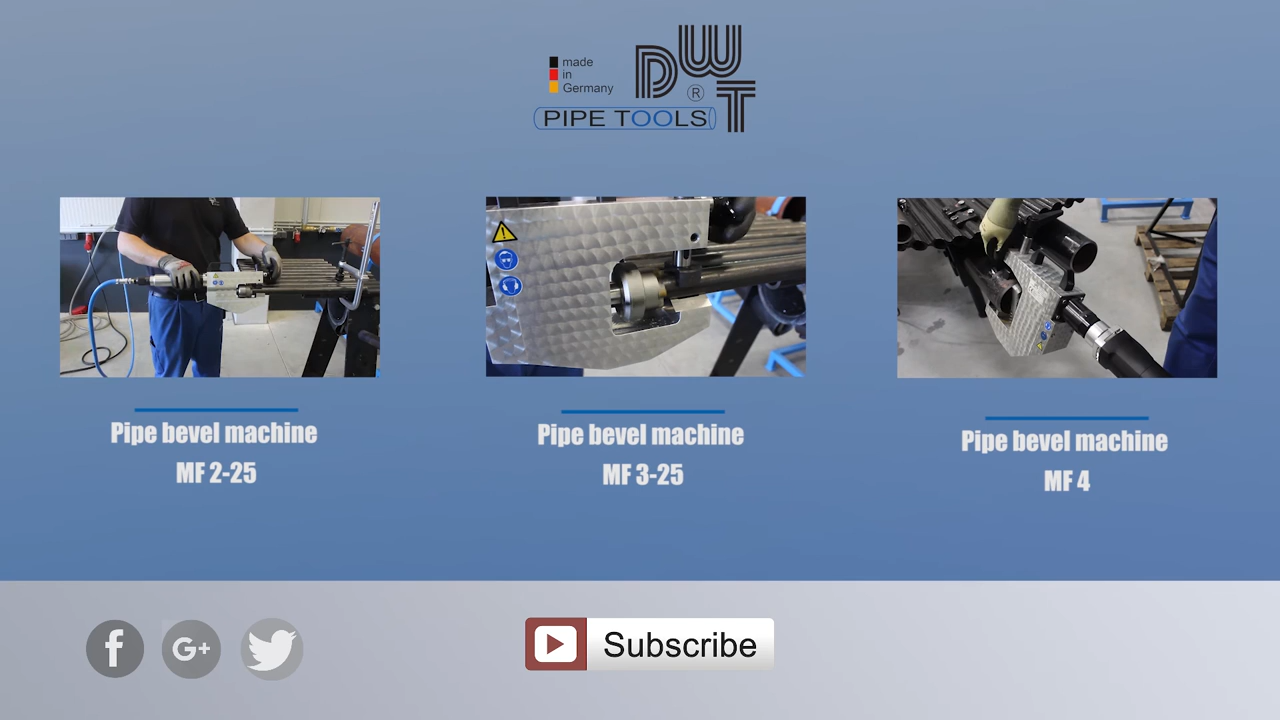 made
in
Germany
DWT
®
PIPE TOOLS
Pipe bevel machine
MF 2-25
Pipe bevel machine
MF 3-25
Pipe bevel machine
MF 4
f
G+
Subscribe